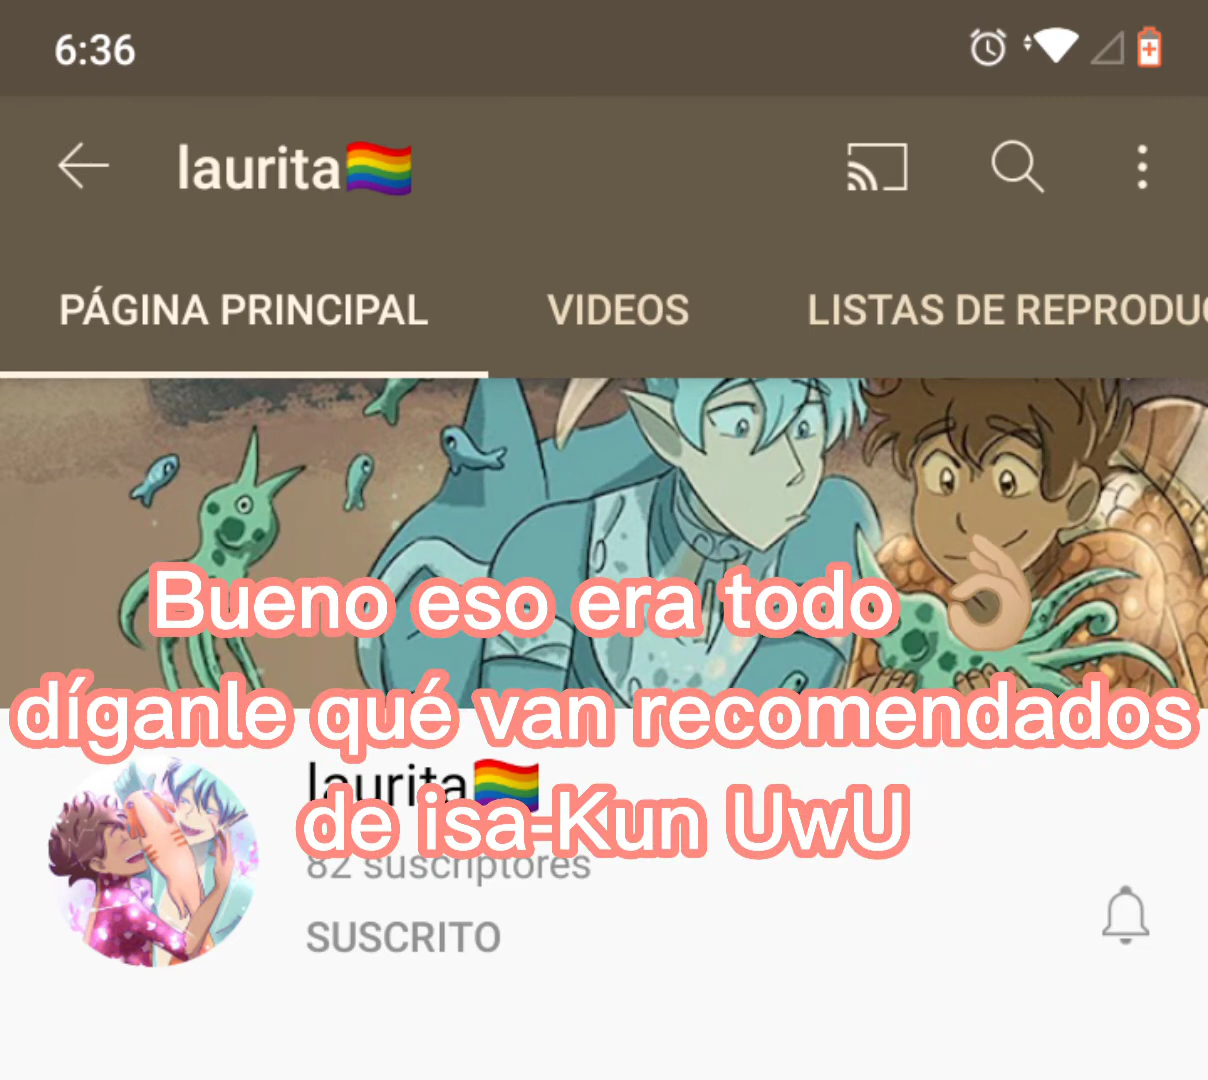 6:36
laurita🏳️‍🌈
PÁGINA PRINCIPAL VIDEOS LISTAS DE REPRODU
Bueno eso era todo 👌🏼
díganle qué van recomendados
laurita🏳️‍🌈
de isa-Kun UwU
82 suscriptores
SUSCRITO